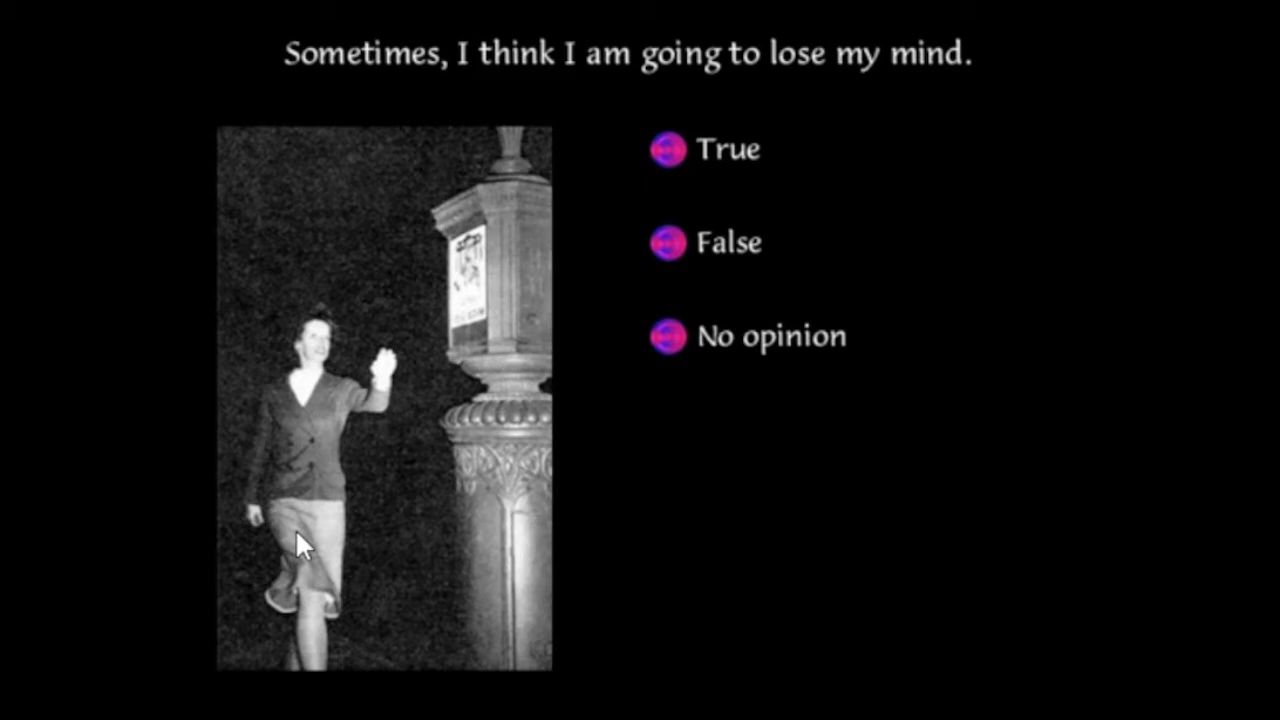 Sometimes, I think I am going to lose my mind.
True
False
No opinion